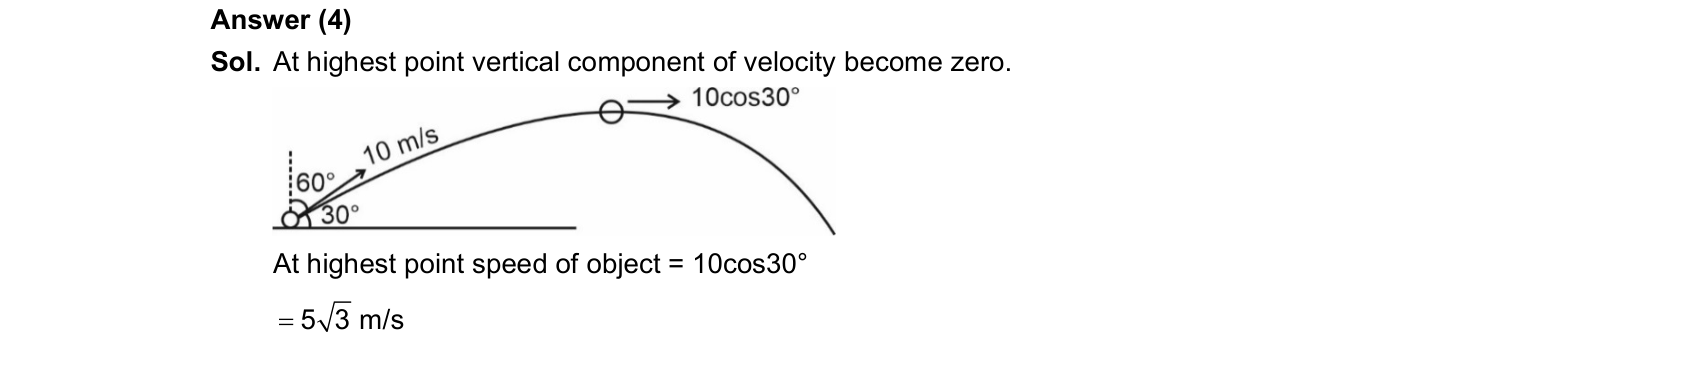 Answer (4)
Sol. At highest point vertical component of velocity become zero.
10cos30°
10 m/s
60°
30°
At highest point speed of object = 10cos30°
= 5√3 m/s